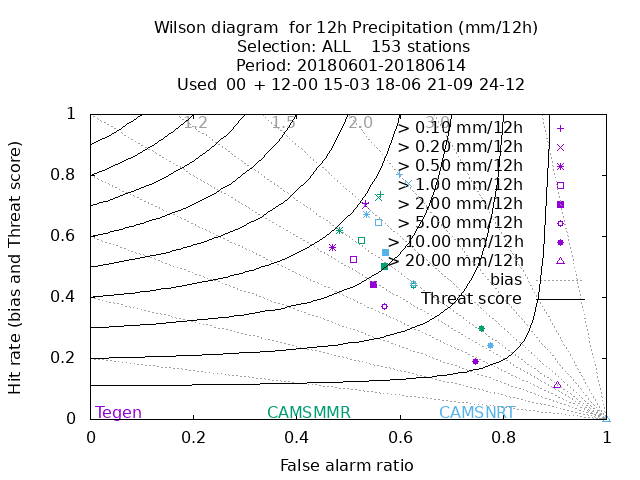 Wilson diagram  for 12h Precipitation (mm/12h)
Selection: ALL    153 stations
Period: 20180601-20180614
Used  00 + 12-00 15-03 18-06 21-09 24-12
1.2 1.5 2.0 3.0
> 0.10 mm/12h
> 0.20 mm/12h
> 0.50 mm/12h
> 1.00 mm/12h
> 2.00 mm/12h
> 5.00 mm/12h
> 10.00 mm/12h
> 20.00 mm/12h
bias
Threat score
Hit rate (bias and Threat score)
1
0.8
0.6
0.4
0.2
0
Tegen CAMSMMR CAMSNRT
0 0.2 0.4 0.6 0.8 1
False alarm ratio